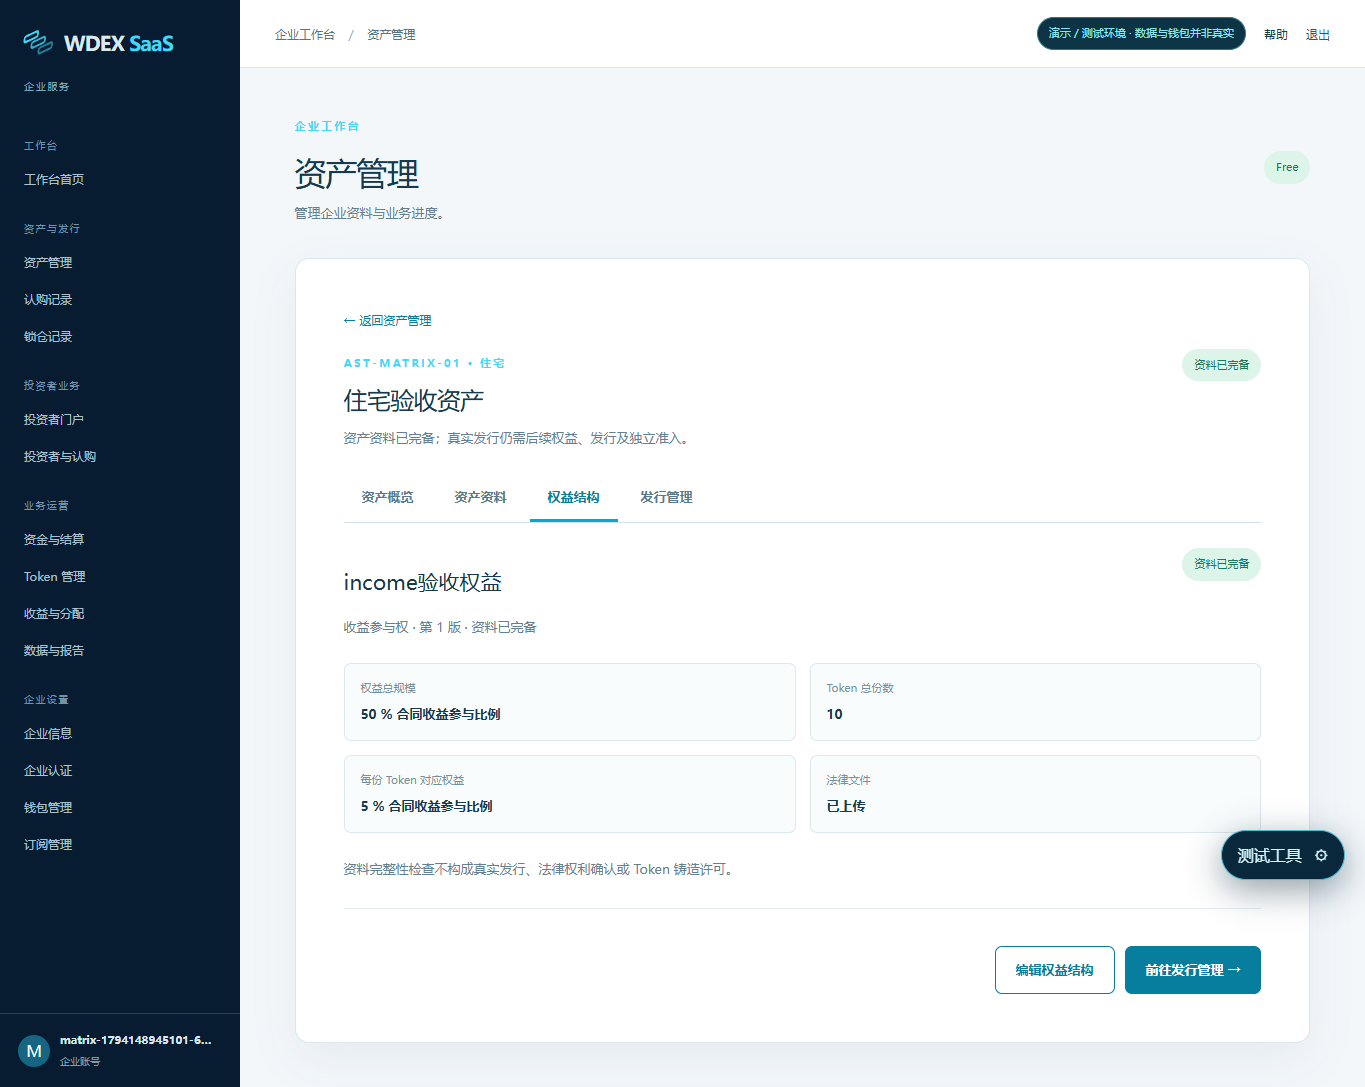 WDEX SaaS
企业服务
工作台
工作台首页
资产与发行
资产管理
认购记录
锁仓记录
投资者业务
投资者门户
投资者与认购
业务运营
资金与结算
Token 管理
收益与分配
数据与报告
企业设置
企业信息
企业认证
钱包管理
订阅管理
M
matrix-1794148945101-6...
企业账号
企业工作台 / 资产管理
演示 / 测试环境 · 数据与钱包并非真实
帮助
退出
企业工作台
资产管理
Free
管理企业资料与业务进度。
← 返回资产管理
AST-MATRIX-01 • 住宅
资料已完备
住宅验收资产
资产资料已完备；真实发行仍需后续权益、发行及独立准入。
资产概览
资产资料
权益结构
发行管理
income验收权益
资料已完备
收益参与权 · 第 1 版 · 资料已完备
权益总规模
50 % 合同收益参与比例
Token 总份数
10
每份 Token 对应权益
5 % 合同收益参与比例
法律文件
已上传
测试工具 ⚙
资料完整性检查不构成真实发行、法律权利确认或 Token 铸造许可。
编辑权益结构
前往发行管理 →